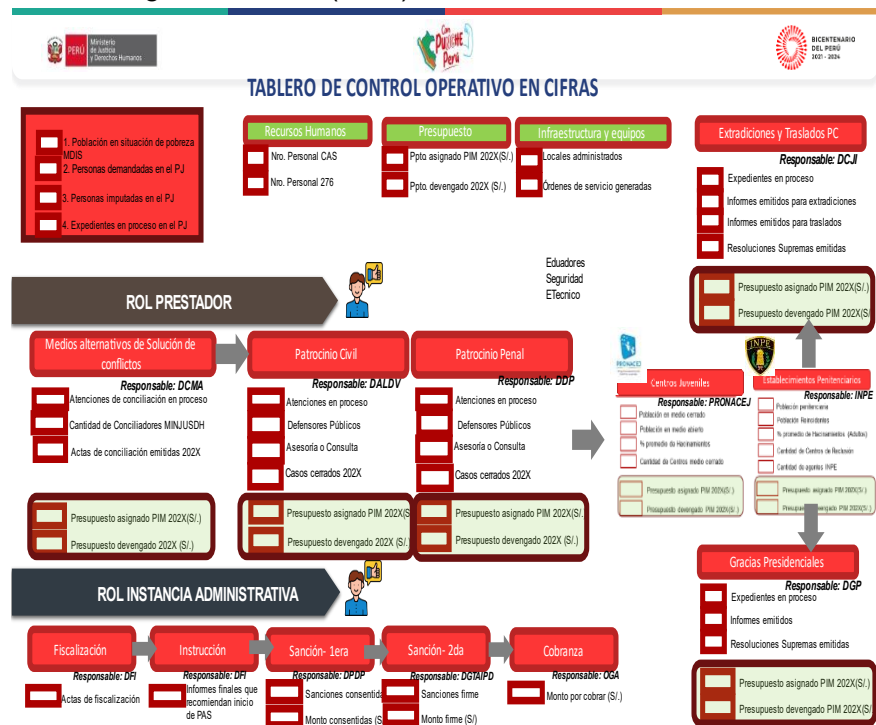 PERÚ
Ministerio
de Justicia
y Derechos Humanos
Con
PUNCHE
Perú
BICENTENARIO
DEL PERÚ
2021 - 2024
TABLERO DE CONTROL OPERATIVO EN CIFRAS
1. Población en situación de pobreza
MDIS
2. Personas demandadas en el PJ
3. Personas imputadas en el PJ
4. Expedientes en proceso en el PJ
Recursos Humanos
Nro. Personal CAS
Nro. Personal 276
Presupuesto
Ppto asignado PIM 202X(S/.)
Ppto. devengado 202X (S/.)
Infraestructura y equipos
Locales administrados
Órdenes de servicio generadas
Extradiciones y Traslados PC
Responsable: DCJI
Expedientes en proceso
Informes emitidos para extradiciones
Informes emitidos para traslados
Resoluciones Supremas emitidas
Presupuesto asignado PIM 202X(S/.)
Presupuesto devengado PIM 202X(S/
Eduadores
Seguridad
ETecnico
ROL PRESTADOR
Medios alternativos de Solución de
conflictos
Responsable: DCMA
Atenciones de conciliación en proceso
Cantidad de Conciliadores MINJUSDH
Actas de conciliación emitidas 202X
Presupuesto asignado PIM 202X(S/.)
Presupuesto devengado 202X (S/.)
Patrocinio Civil
Responsable: DALDV
Atenciones en proceso
Defensores Públicos
Asesoría o Consulta
Casos cerrados 202X
Presupuesto asignado PIM 202X(S
Presupuesto devengado 202X (S/.)
Patrocinio Penal
Responsable: DDP
Atenciones en proceso
Defensores Públicos
Asesoría o Consulta
Casos cerrados 202X
Presupuesto asignado PIM 202X(S/.
Presupuesto devengado 202X (S/.)
PRONACEJ
Centros Juveniles
Responsable: PRONACEJ
Población en medio cerrado
Población en medio abierto
% promedio de Hacinamientos
Cantidad de Centros medio cerrado
Presupuesto asignado PIM 202X(S/.)
Presupuesto devengado PIM 202X(S/.)
INPE
Establecimientos Penitenciarios
Responsable: INPE
Población penitenciaria
Población Reincidentes
% promedio de Hacinamientos (Adultos)
Cantidad de Centros de Reclusión
Cantidad de agentes INPE
Presupuesto asignado PIM 202X(S/.)
Presupuesto devengado PIM 202X(S/.)
Gracias Presidenciales
Responsable: DGP
Expedientes en proceso
Informes emitidos
Resoluciones Supremas emitidas
Presupuesto asignado PIM 202X(S/.)
Presupuesto devengado PIM 202X(S/
ROL INSTANCIA ADMINISTRATIVA
Fiscalización
Responsable: DFI
Actas de fiscalización
Instrucción
Responsable: DFI
Informes finales que
recomiendan inicio
de PAS
Sanción- 1era
Responsable: DPDP
Sanciones consentida
Monto consentidas (S
Sanción- 2da
Responsable: DGTAIPD
Sanciones firme
Monto firme (S/)
Cobranza
Responsable: OGA
Monto por cobrar (S/.)